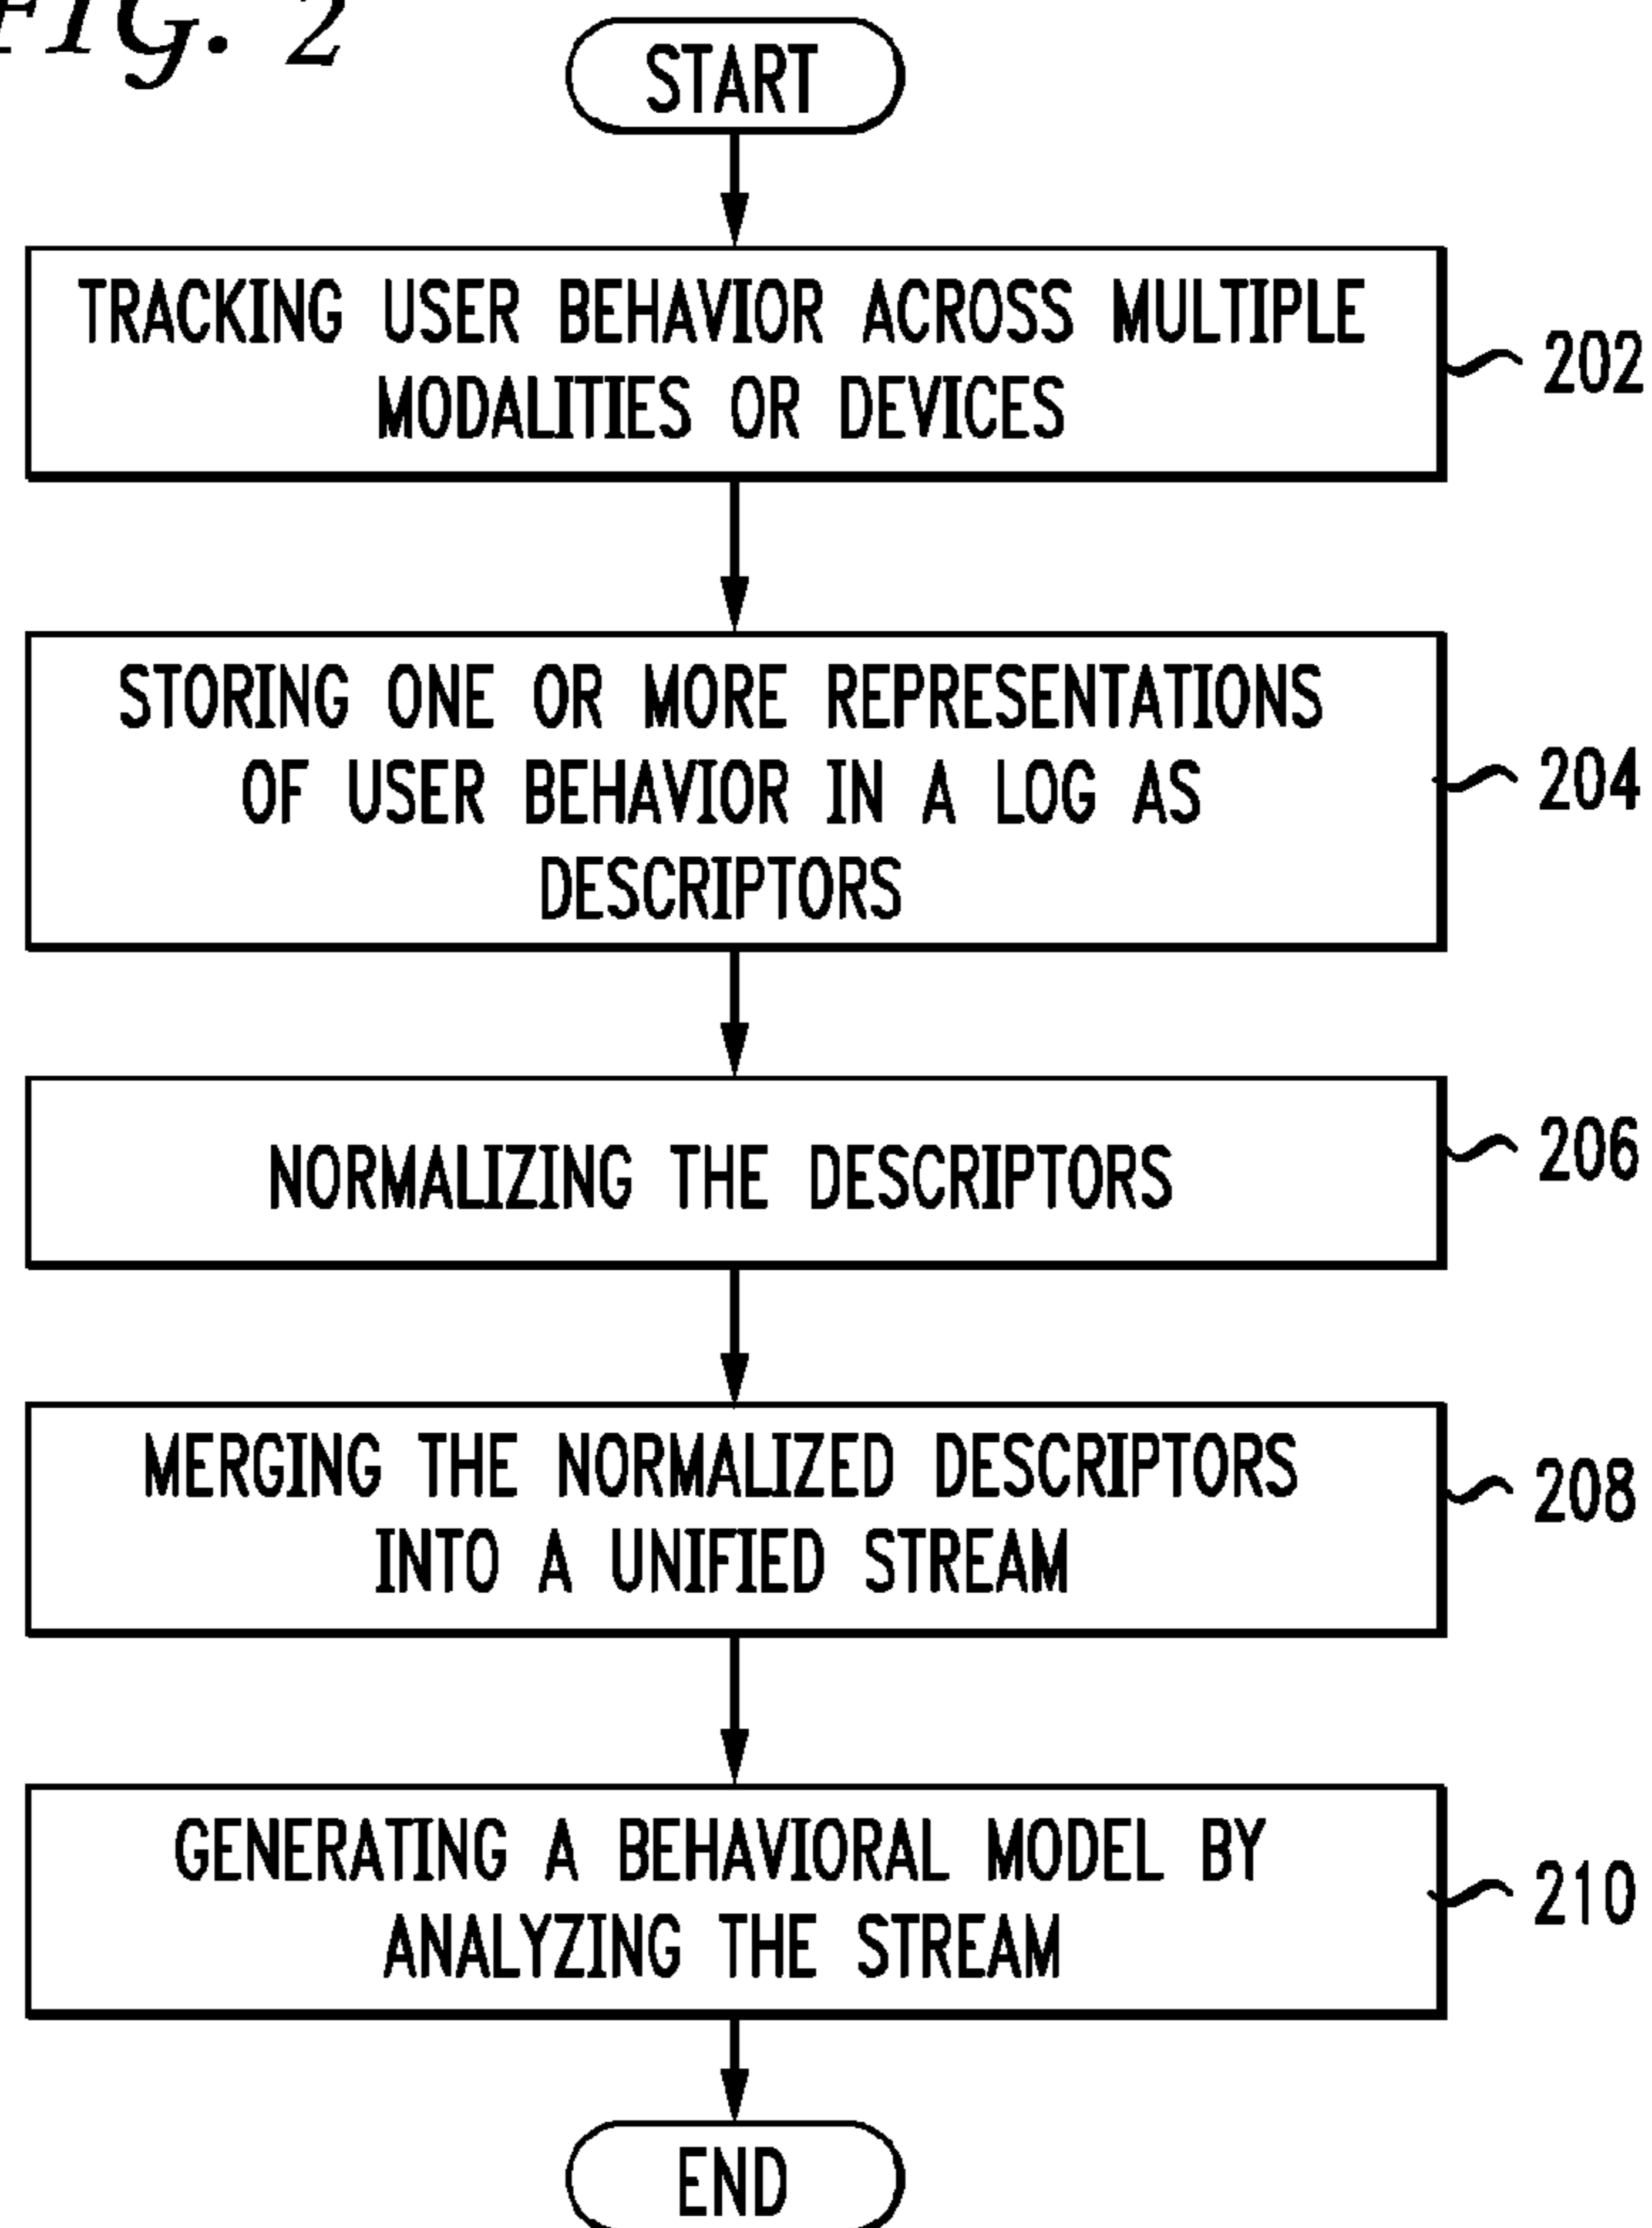 FIG. 2
START
TRACKING USER BEHAVIOR ACROSS MULTIPLE
MODALITIES OR DEVICES
202
STORING ONE OR MORE REPRESENTATIONS
OF USER BEHAVIOR IN A LOG AS
DESCRIPTORS
204
NORMALIZING THE DESCRIPTORS
206
MERGING THE NORMALIZED DESCRIPTORS
INTO A UNIFIED STREAM
208
GENERATING A BEHAVIORAL MODEL BY
ANALYZING THE STREAM
210
END